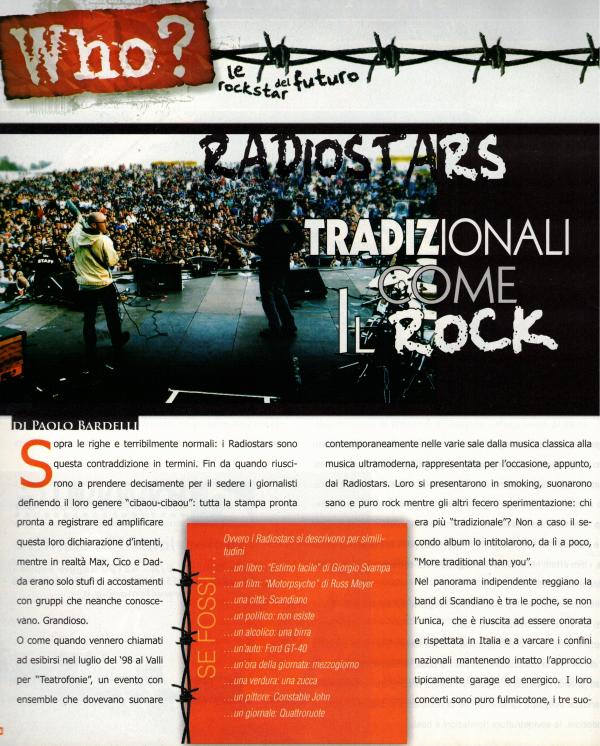 Who?
le
rockstar
del futuro
RADIOSTARS
TRADIZIONALI
COME
IL ROCK
STAFF
DI PAOLO BARDELLI
Sopra le righe e terribilmente normali: i Radiostars sono
questa contraddizione in termini. Fin da quando riusci-
rono a prendere decisamente per il sedere i giornalisti
definendo il loro genere “cibaou-cibaou”: tutta la stampa pronta
pronta a registrare ed amplificare
questa loro dichiarazione d’intenti,
mentre in realtà Max, Cico e Dad-
da erano solo stufi di accostamenti
con gruppi che neanche conosce-
vano. Grandioso.
O come quando vennero chiamati
ad esibirsi nel luglio del ‘98 al Valli
per “Teatrofonie”, un evento con
ensemble che dovevano suonare
SE FOSSI...
Ovvero i Radiostars si descrivono per simili-
tudini
...un libro: “Estimo facile” di Giorgio Svampa
...un film: “Motorpsycho” di Russ Meyer
...una città: Scandiano
...un politico: non esiste
...un alcolico: una birra
...un’auto: Ford GT-40
...un’ora della giornata: mezzogiorno
...una verdura: una zucca
...un pittore: Constable John
...un giornale: Quattroruote
contemporaneamente nelle varie sale dalla musica classica alla
musica ultramoderna, rappresentata per l’occasione, appunto,
dai Radiostars. Loro si presentarono in smoking, suonarono
sano e puro rock mentre gli altri fecero sperimentazione: chi
era più “tradizionale”? Non a caso il se-
condo album lo intitolarono, da lì a poco,
“More traditional than you”.
Nel panorama indipendente reggiano la
band di Scandiano è tra le poche, se non
l’unica, che è riuscita ad essere onorata
e rispettata in Italia e a varcare i confini
nazionali mantenendo intatto l’approccio
tipicamente garage ed energico. I loro
concerti sono puro fulmicotone, i tre suo-